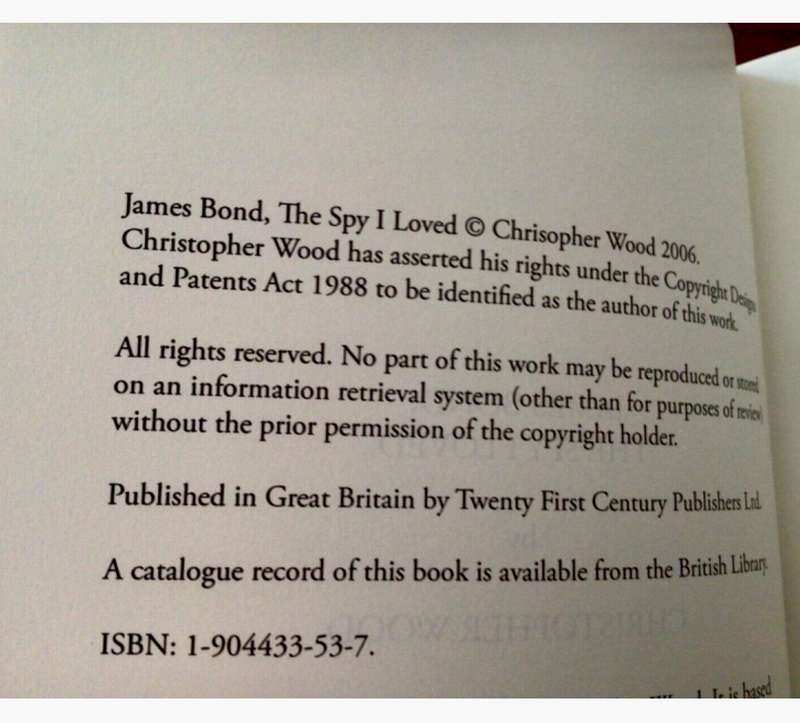 James Bond, The Spy I Loved © Chrisopher Wood 2006.
Christopher Wood has asserted his rights under the Copyright Designs
and Patents Act 1988 to be identified as the author of this work.
All rights reserved. No part of this work may be reproduced or stored
on an information retrieval system (other than for purposes of review)
without the prior permission of the copyright holder.
Published in Great Britain by Twenty First Century Publishers Ltd.
A catalogue record of this book is available from the British Library.
ISBN: 1-904433-53-7.
It is based